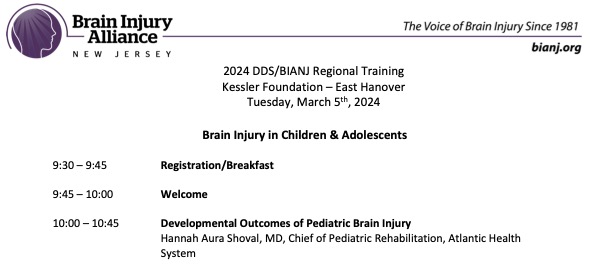 Brain Injury
Alliance
NEW JERSEY
The Voice of Brain Injury Since 1981
bianj.org
2024 DDS/BIANJ Regional Training
Kessler Foundation – East Hanover
Tuesday, March 5th, 2024
Brain Injury in Children & Adolescents
9:30 – 9:45 Registration/Breakfast
9:45 – 10:00 Welcome
10:00 – 10:45 Developmental Outcomes of Pediatric Brain Injury
Hannah Aura Shoval, MD, Chief of Pediatric Rehabilitation, Atlantic Health
System